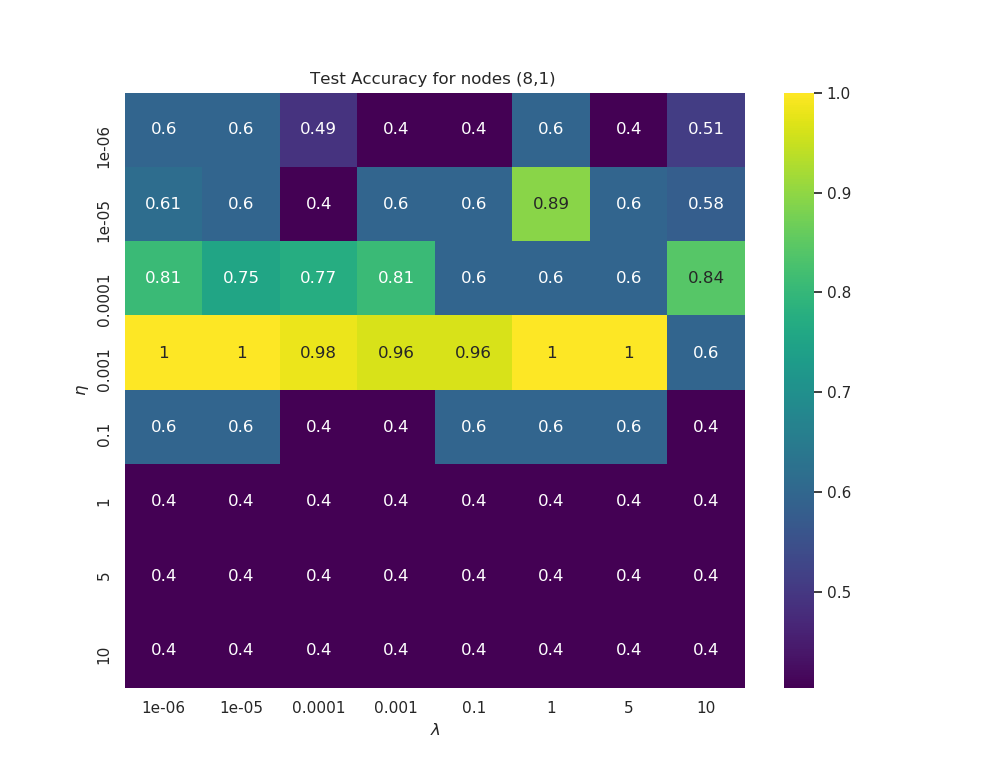 Test Accuracy for nodes (8,1)
1e-06 0.6 0.6 0.49 0.4 0.4 0.6 0.4 0.51
1e-05 0.61 0.6 0.4 0.6 0.6 0.89 0.6 0.58
0.0001 0.81 0.75 0.77 0.81 0.6 0.6 0.6 0.84
0.001 1 1 0.98 0.96 0.96 1 1 0.6
0.1 0.6 0.6 0.4 0.4 0.6 0.6 0.6 0.4
1 0.4 0.4 0.4 0.4 0.4 0.4 0.4 0.4
5 0.4 0.4 0.4 0.4 0.4 0.4 0.4 0.4
10 0.4 0.4 0.4 0.4 0.4 0.4 0.4 0.4
η
1e-06 1e-05 0.0001 0.001 0.1 1 5 10
λ
1.0
0.9
0.8
0.7
0.6
0.5